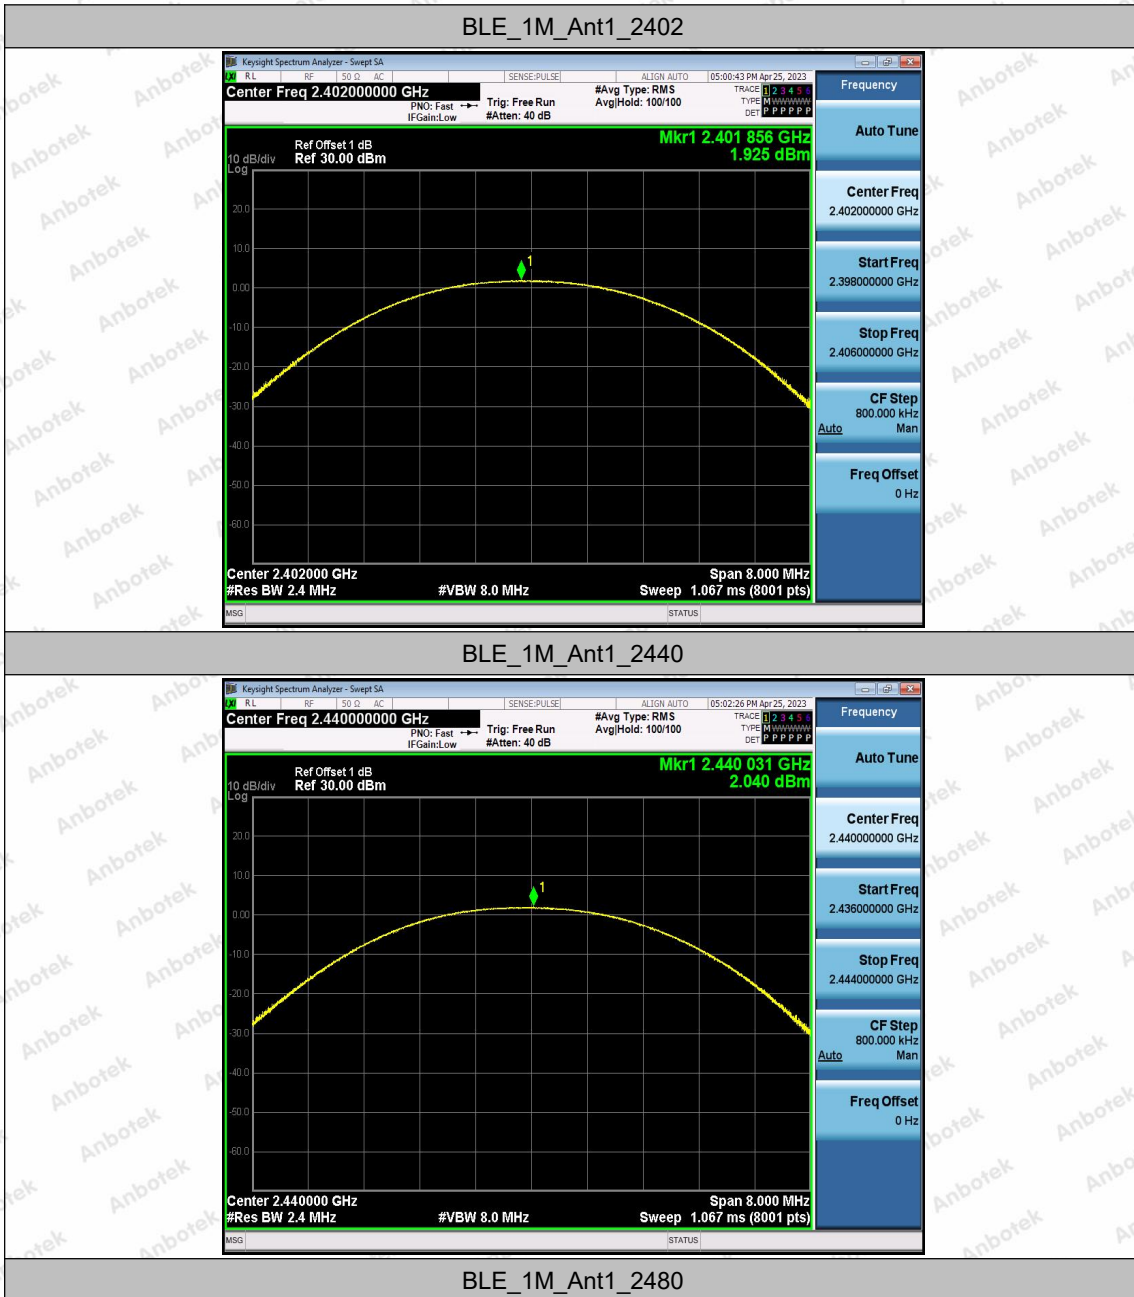 BLE_1M_Ant1_2402
Keysight Spectrum Analyzer - Swept SA
LXI RL RF 50 Ω AC SENSE:PULSE ALIGN AUTO 05:00:43 PM Apr 25, 2023
Center Freq 2.402000000 GHz
PNO: Fast
IFGain:Low
Trig: Free Run
#Atten: 40 dB
#Avg Type: RMS
Avg|Hold: 100/100
TRACE 1 2 3 4 5 6
TYPE M WWWWW
DET P P P P P P
Ref Offset 1 dB
10 dB/div Ref 30.00 dBm
Log
Mkr1 2.401 856 GHz
1.925 dBm
1
20.0
10.0
0.00
-10.0
-20.0
-30.0
-40.0
-50.0
-60.0
Center 2.402000 GHz Span 8.000 MHz
#Res BW 2.4 MHz #VBW 8.0 MHz Sweep 1.067 ms (8001 pts)
MSG STATUS
Frequency
Auto Tune
Center Freq
2.402000000 GHz
Start Freq
2.398000000 GHz
Stop Freq
2.406000000 GHz
CF Step
800.000 kHz
Auto Man
Freq Offset
0 Hz
BLE_1M_Ant1_2440
Keysight Spectrum Analyzer - Swept SA
LXI RL RF 50 Ω AC SENSE:PULSE ALIGN AUTO 05:02:26 PM Apr 25, 2023
Center Freq 2.440000000 GHz
PNO: Fast
IFGain:Low
Trig: Free Run
#Atten: 40 dB
#Avg Type: RMS
Avg|Hold: 100/100
TRACE 1 2 3 4 5 6
TYPE M WWWWW
DET P P P P P P
Ref Offset 1 dB
10 dB/div Ref 30.00 dBm
Log
Mkr1 2.440 031 GHz
2.040 dBm
1
20.0
10.0
0.00
-10.0
-20.0
-30.0
-40.0
-50.0
-60.0
Center 2.440000 GHz Span 8.000 MHz
#Res BW 2.4 MHz #VBW 8.0 MHz Sweep 1.067 ms (8001 pts)
MSG STATUS
Frequency
Auto Tune
Center Freq
2.440000000 GHz
Start Freq
2.436000000 GHz
Stop Freq
2.444000000 GHz
CF Step
800.000 kHz
Auto Man
Freq Offset
0 Hz
BLE_1M_Ant1_2480
Anbotek